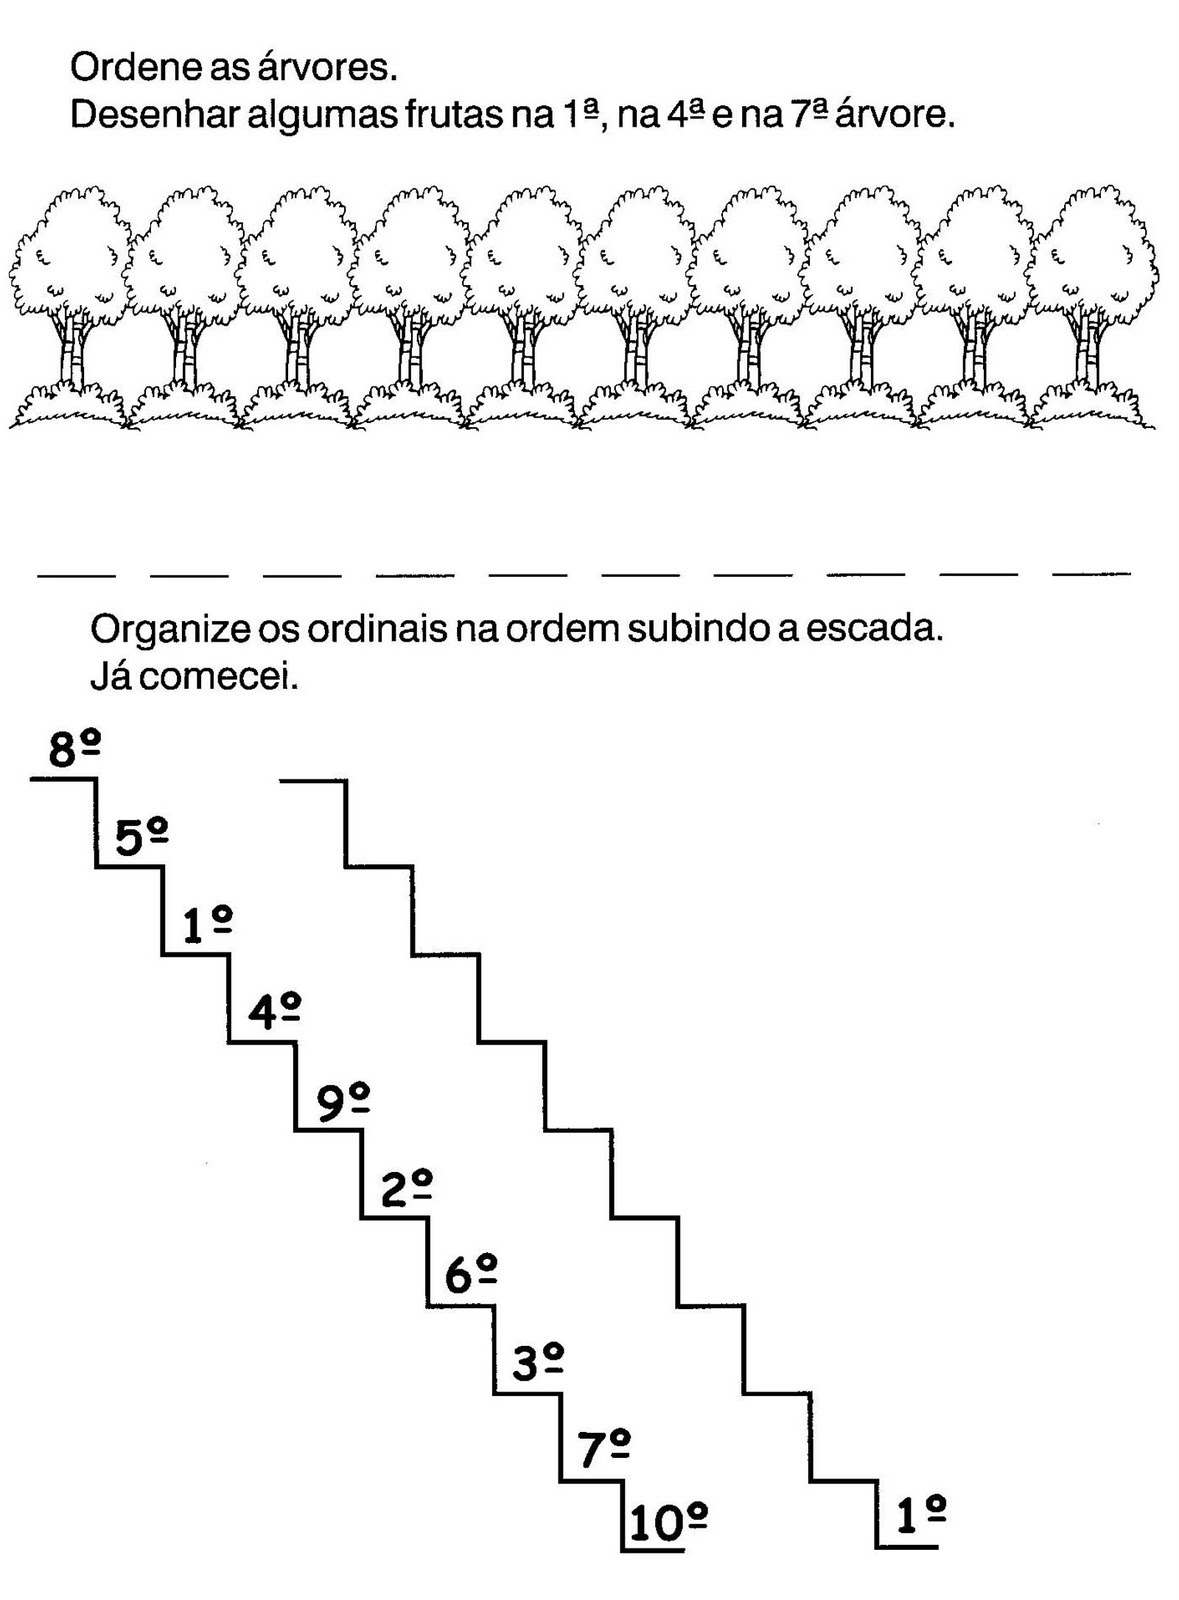 Ordene as árvores.
Desenhar algumas frutas na 1ª, na 4ª e na 7ª árvore.
Organize os ordinais na ordem subindo a escada.
Já comecei.
8º
5º
1º
4º
9º
2º
6º
3º
7º
10º
1º